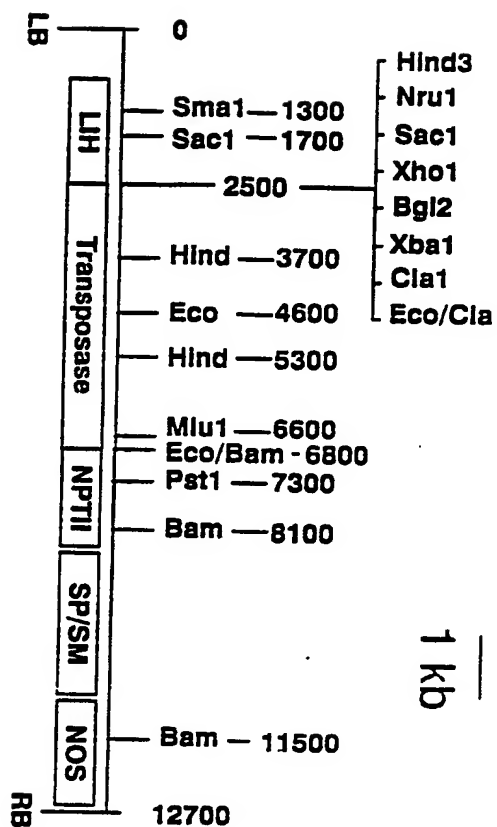 LB
0
Hind3
Nru1
Sac1
Xho1
Bgl2
Xba1
Cla1
Eco/Cla
Sma1 1300
Sac1 1700
2500
Hind 3700
Eco 4600
Hind 5300
Mlu1 6600
Eco/Bam - 6800
Pst1 7300
Bam 8100
Bam 11500
12700
RB
LIH
Transposase
NPTII
SP/SM
NOS
1 kb